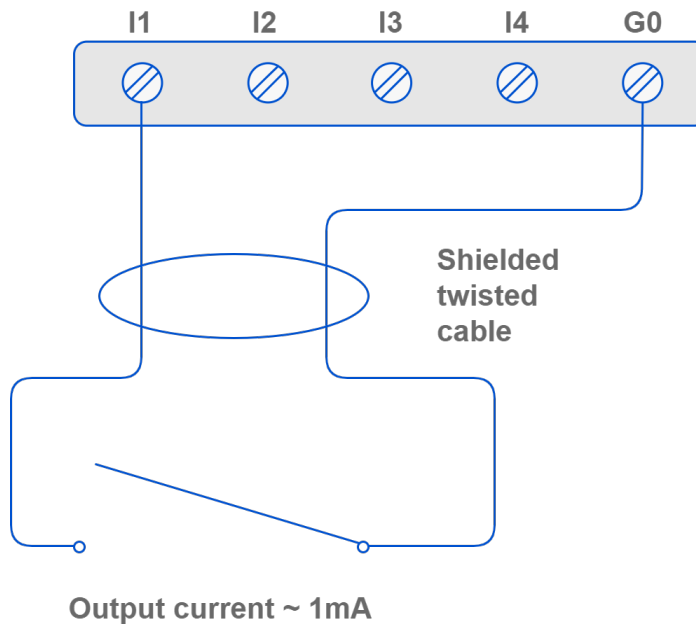 I1 I2 I3 I4 G0
Shielded
twisted
cable
Output current ~ 1mA